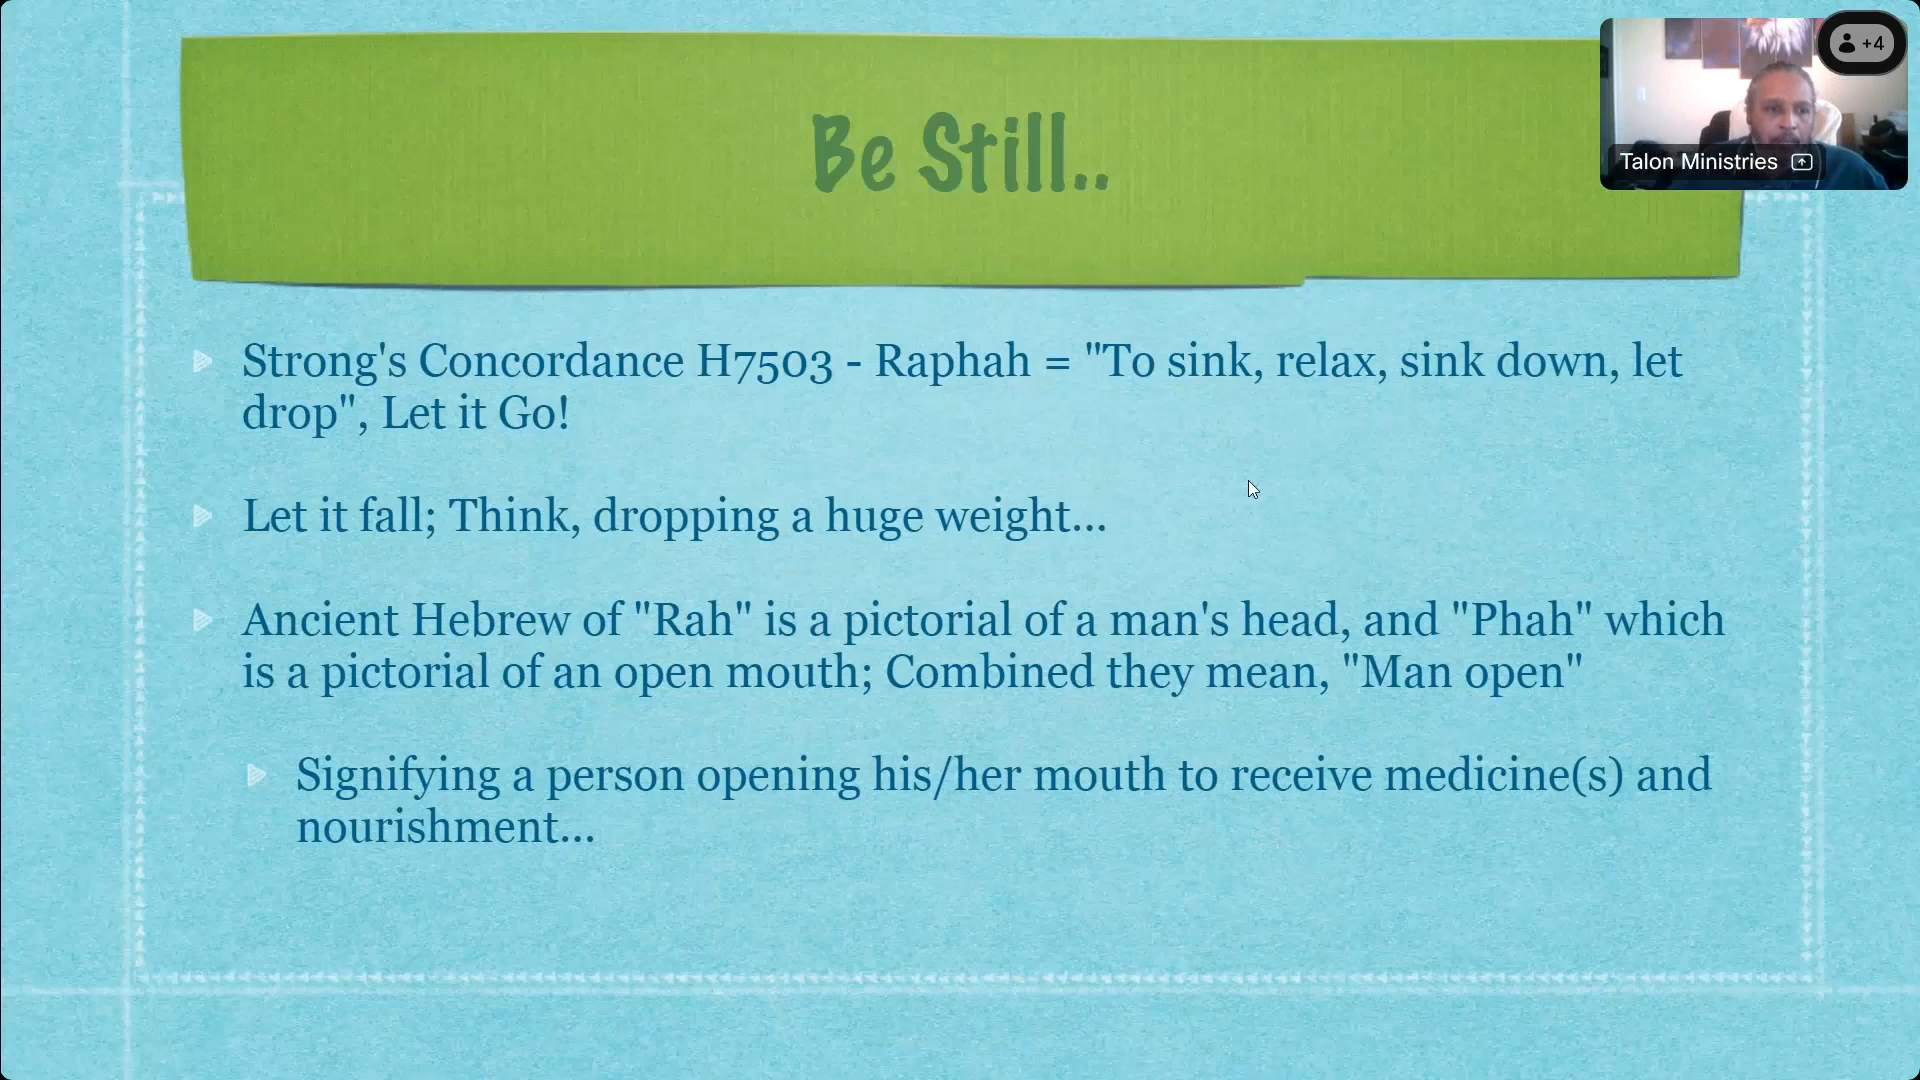 Be Still..
+4
Talon Ministries
Strong's Concordance H7503 - Raphah = "To sink, relax, sink down, let
drop", Let it Go!
Let it fall; Think, dropping a huge weight...
Ancient Hebrew of "Rah" is a pictorial of a man's head, and "Phah" which
is a pictorial of an open mouth; Combined they mean, "Man open"
Signifying a person opening his/her mouth to receive medicine(s) and
nourishment...